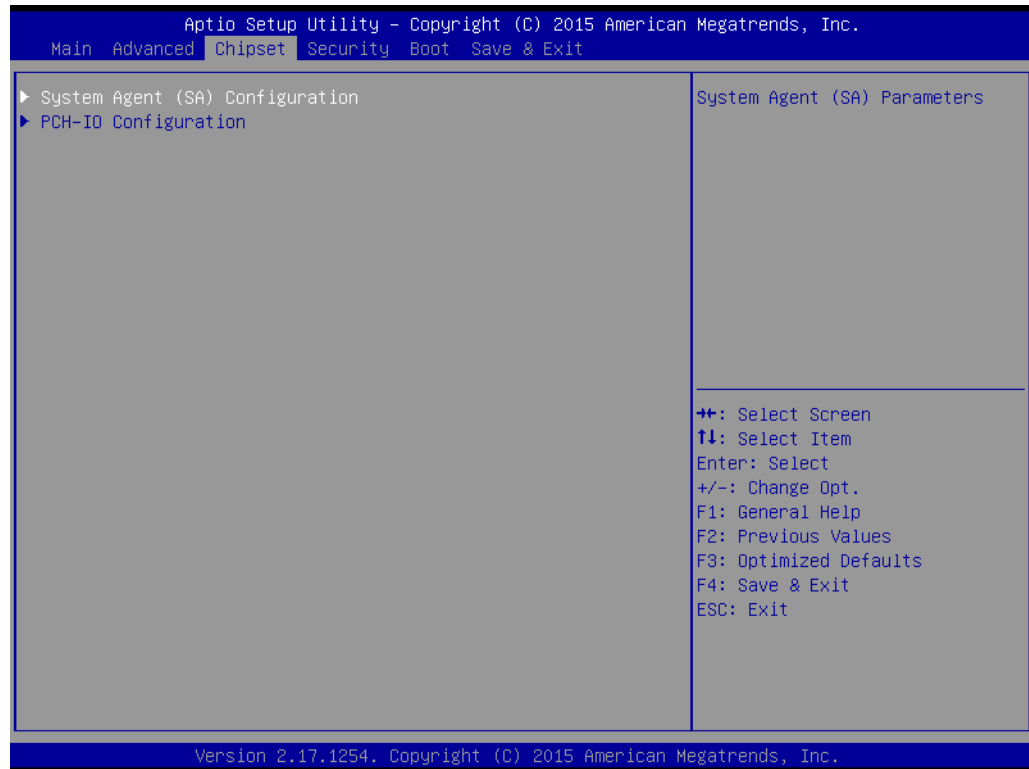 Aptio Setup Utility – Copyright (C) 2015 American Megatrends, Inc.
Main Advanced Chipset Security Boot Save & Exit
▶ System Agent (SA) Configuration
▶ PCH-IO Configuration
System Agent (SA) Parameters
→←: Select Screen
↑↓: Select Item
Enter: Select
+/-: Change Opt.
F1: General Help
F2: Previous Values
F3: Optimized Defaults
F4: Save & Exit
ESC: Exit
Version 2.17.1254. Copyright (C) 2015 American Megatrends, Inc.